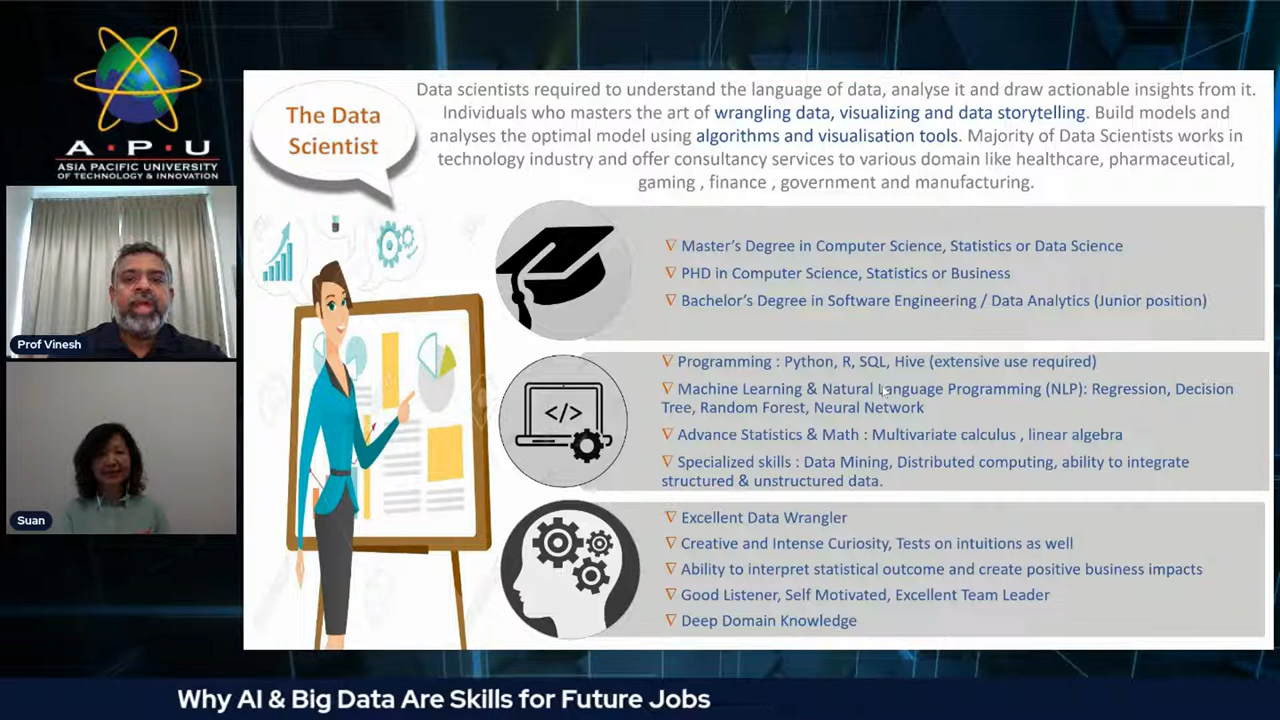 A • P • U
ASIA PACIFIC UNIVERSITY
OF TECHNOLOGY & INNOVATION
Prof Vinesh
Suan
The Data
Scientist
Data scientists required to understand the language of data, analyse it and draw actionable insights from it.
Individuals who masters the art of wrangling data, visualizing and data storytelling. Build models and
analyses the optimal model using algorithms and visualisation tools. Majority of Data Scientists works in
technology industry and offer consultancy services to various domain like healthcare, pharmaceutical,
gaming , finance , government and manufacturing.
∇ Master's Degree in Computer Science, Statistics or Data Science
∇ PHD in Computer Science, Statistics or Business
∇ Bachelor's Degree in Software Engineering / Data Analytics (Junior position)
∇ Programming : Python, R, SQL, Hive (extensive use required)
∇ Machine Learning & Natural Language Programming (NLP): Regression, Decision
Tree, Random Forest, Neural Network
∇ Advance Statistics & Math : Multivariate calculus , linear algebra
∇ Specialized skills : Data Mining, Distributed computing, ability to integrate
structured & unstructured data.
</>
∇ Excellent Data Wrangler
∇ Creative and Intense Curiosity, Tests on intuitions as well
∇ Ability to interpret statistical outcome and create positive business impacts
∇ Good Listener, Self Motivated, Excellent Team Leader
∇ Deep Domain Knowledge
Why AI & Big Data Are Skills for Future Jobs